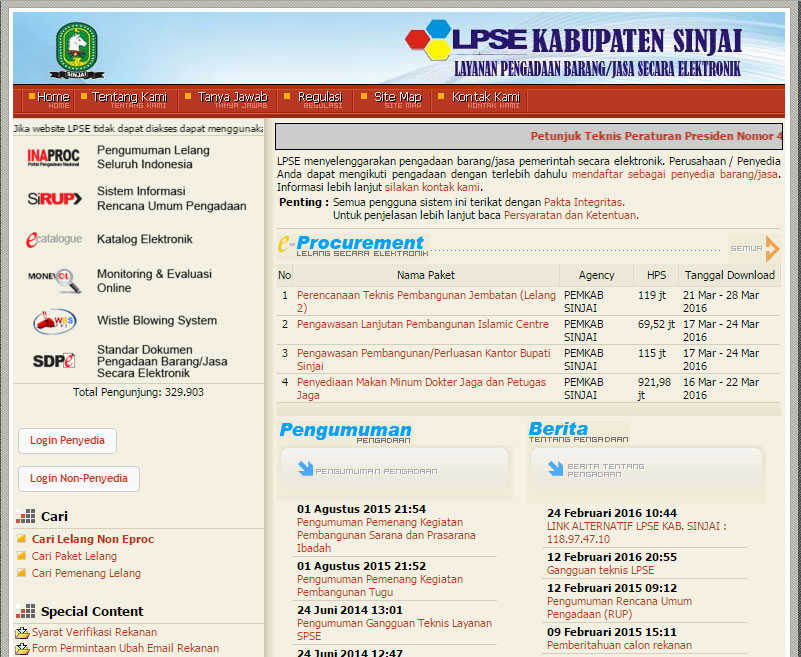 SINJAI
LPSE KABUPATEN SINJAI
LAYANAN PENGADAAN BARANG/JASA SECARA ELEKTRONIK
Home
HOME
Tentang Kami
TENTANG KAMI
Tanya Jawab
TANYA JAWAB
Regulasi
REGULASI
Site Map
SITE MAP
Kontak Kami
KONTAK KAMI
Jika website LPSE tidak dapat diakses dapat menggunaka
INAPROC
Portal Pengadaan Nasional
Pengumuman Lelang
Seluruh Indonesia
SiRUP
Sistem Informasi
Rencana Umum Pengadaan
ecatalogue
Katalog Elektronik
MONEVOL
Monitoring & Evaluasi
Online
WBS
Wistle Blowing System
SDPe
Standar Dokumen
Pengadaan Barang/Jasa
Secara Elektronik
Total Pengunjung: 329.903
Login Penyedia
Login Non-Penyedia
Cari
Cari Lelang Non Eproc
Cari Paket Lelang
Cari Pemenang Lelang
Special Content
Syarat Verifikasi Rekanan
Form Permintaan Ubah Email Rekanan
Petunjuk Teknis Peraturan Presiden Nomor 4
LPSE menyelenggarakan pengadaan barang/jasa pemerintah secara elektronik. Perusahaan / Penyedia
Anda dapat mengikuti pengadaan dengan terlebih dahulu mendaftar sebagai penyedia barang/jasa.
Informasi lebih lanjut silakan kontak kami.
Penting : Semua pengguna sistem ini terikat dengan Pakta Integritas.
Untuk penjelasan lebih lanjut baca Persyaratan dan Ketentuan.
e-Procurement
LELANG SECARA ELEKTRONIK
SEMUA
No Nama Paket Agency HPS Tanggal Download
1 Perencanaan Teknis Pembangunan Jembatan (Lelang PEMKAB 119 jt 21 Mar - 28 Mar
2) SINJAI 2016
2 Pengawasan Lanjutan Pembangunan Islamic Centre PEMKAB 69,52 jt 17 Mar - 24 Mar
SINJAI 2016
3 Pengawasan Pembangunan/Perluasan Kantor Bupati PEMKAB 115 jt 17 Mar - 24 Mar
Sinjai SINJAI 2016
4 Penyediaan Makan Minum Dokter Jaga dan Petugas PEMKAB 921,98 16 Mar - 22 Mar
Jaga SINJAI jt 2016
Pengumuman
PENGADAAN
PENGUMUMAN PENGADAAN
01 Agustus 2015 21:54
Pengumuman Pemenang Kegiatan
Pembangunan Sarana dan Prasarana
Ibadah
01 Agustus 2015 21:52
Pengumuman Pemenang Kegiatan
Pembangunan Tugu
24 Juni 2014 13:01
Pengumuman Gangguan Teknis Layanan
SPSE
24 Juni 2014 12:47
Berita
TENTANG PENGADAAN
BERITA TENTANG
PENGADAAN
24 Februari 2016 10:44
LINK ALTERNATIF LPSE KAB. SINJAI :
118.97.47.10
12 Februari 2016 20:55
Gangguan teknis LPSE
12 Februari 2015 09:12
Pengumuman Rencana Umum
Pengadaan (RUP)
09 Februari 2015 15:11
Pemberitahuan calon rekanan